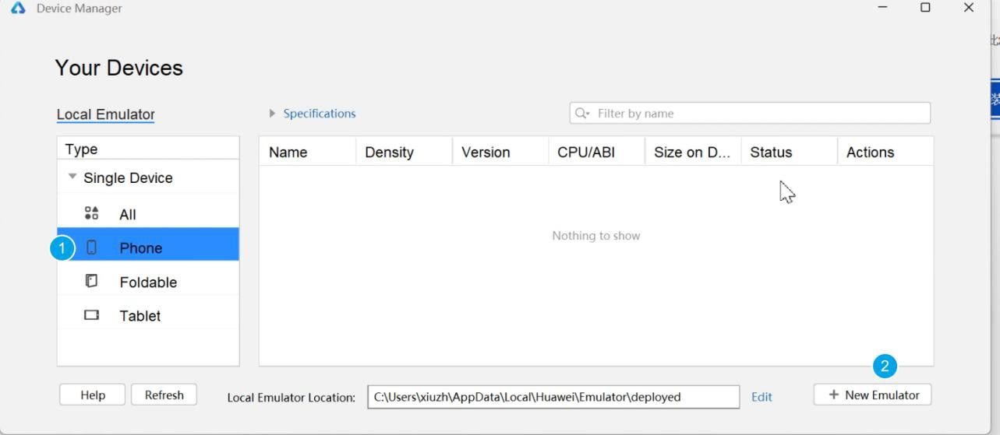 Device Manager
Your Devices
Local Emulator
Specifications
Filter by name
Type
Name Density Version CPU/ABI Size on D... Status Actions
Single Device
All
1 Phone
Nothing to show
Foldable
Tablet
2
Help Refresh Local Emulator Location: C:\Users\xiuzh\AppData\Local\Huawei\Emulator\deployed Edit + New Emulator
比
装